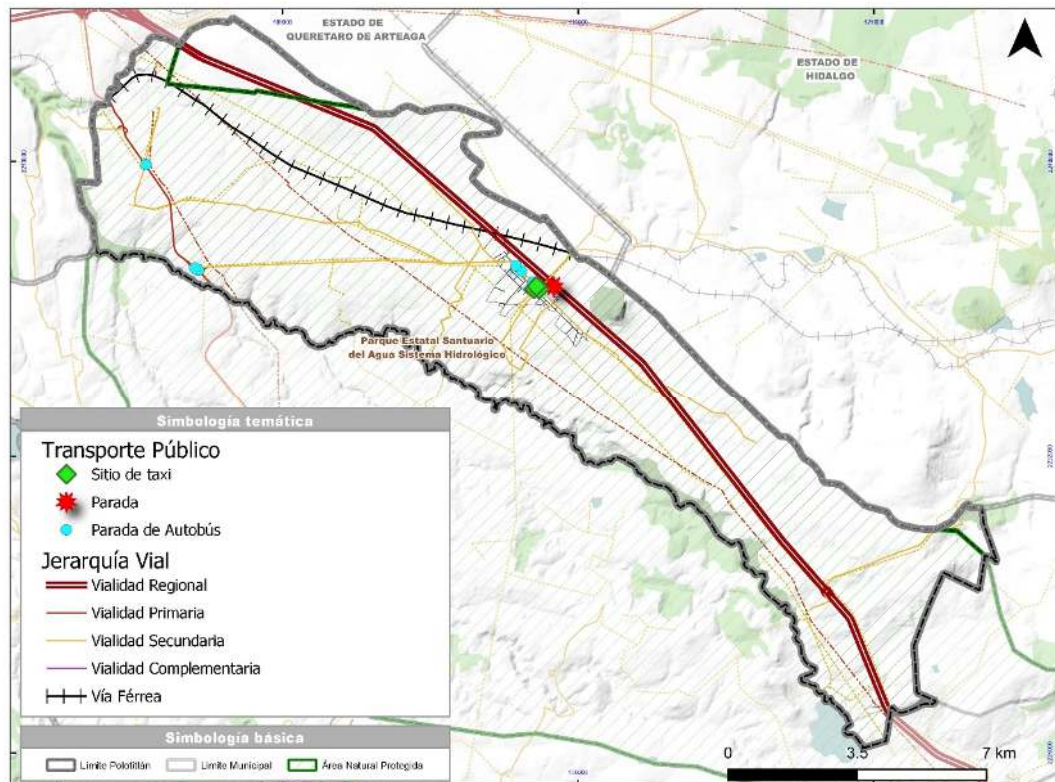 ESTADO DE
QUERETARO DE ARTEAGA
ESTADO DE
HIDALGO
Parque Estatal Santuario
del Agua Sistema Hidrológico
Simbología temática
Transporte Público
Sitio de taxi
Parada
Parada de Autobús
Jerarquía Vial
Vialidad Regional
Vialidad Primaria
Vialidad Secundaria
Vialidad Complementaria
Vía Férrea
Simbología básica
Limite Polotitlán
Limite Municipal
Área Natural Protegida
0 3.5 7 km